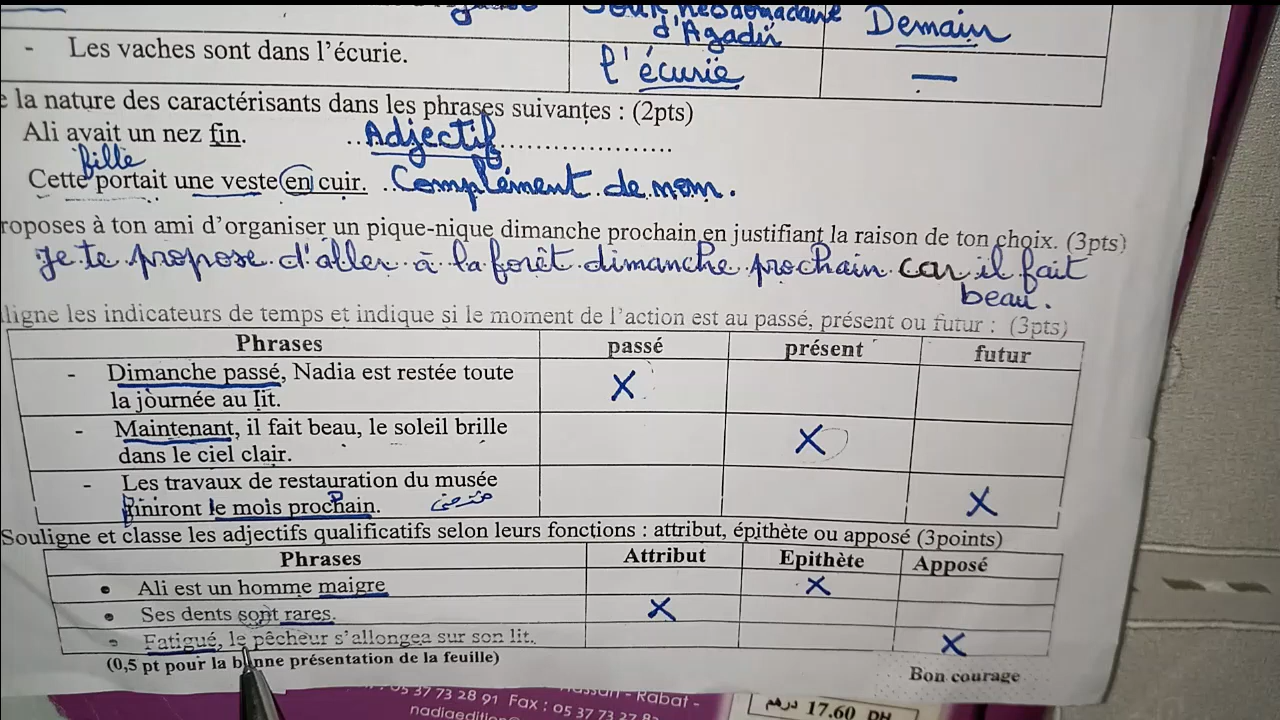 hebdomadaire Demain
d'Agadir
- Les vaches sont dans l'écurie. l'écurie —
e la nature des caractérisants dans les phrases suivantes : (2pts)
Ali avait un nez fin. ..Adjectif....................
fille
Cette portait une veste en cuir. .Complément de nom.
roposes à ton ami d'organiser un pique-nique dimanche prochain en justifiant la raison de ton choix. (3pts)
Je te propose d'aller à la forêt dimanche prochain car il fait
beau.
ligne les indicateurs de temps et indique si le moment de l'action est au passé, présent ou futur : (3pts)
Phrases passé présent futur
- Dimanche passé, Nadia est restée toute X
la journée au lit.
- Maintenant, il fait beau, le soleil brille X
dans le ciel clair.
- Les travaux de restauration du musée
finiront le mois prochain. X
Souligne et classe les adjectifs qualificatifs selon leurs fonctions : attribut, épithète ou apposé (3points)
Phrases Attribut Epithète Apposé
• Ali est un homme maigre X
• Ses dents sont rares. X
• Fatigué, le pêcheur s'allongea sur son lit. X
(0,5 pt pour la bonne présentation de la feuille)
Bon courage
05 37 73 28 91 Fax : 05 37 73 27 - Rabat -
17.60 DH درهم